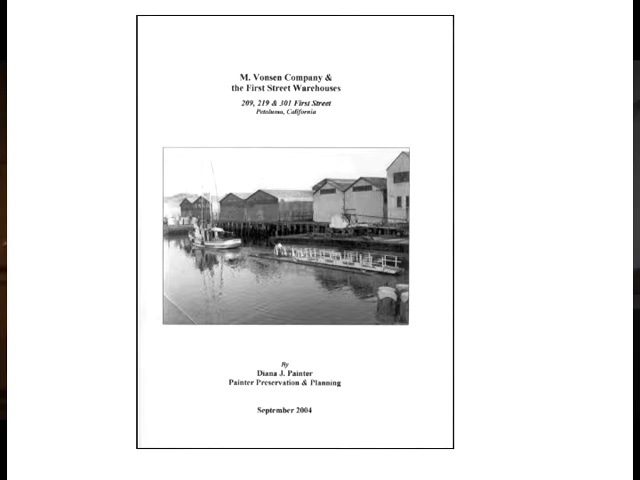 M. Vonsen Company &
the First Street Warehouses
209, 219 & 301 First Street
Petaluma, California
By
Diana J. Painter
Painter Preservation & Planning
September 2004